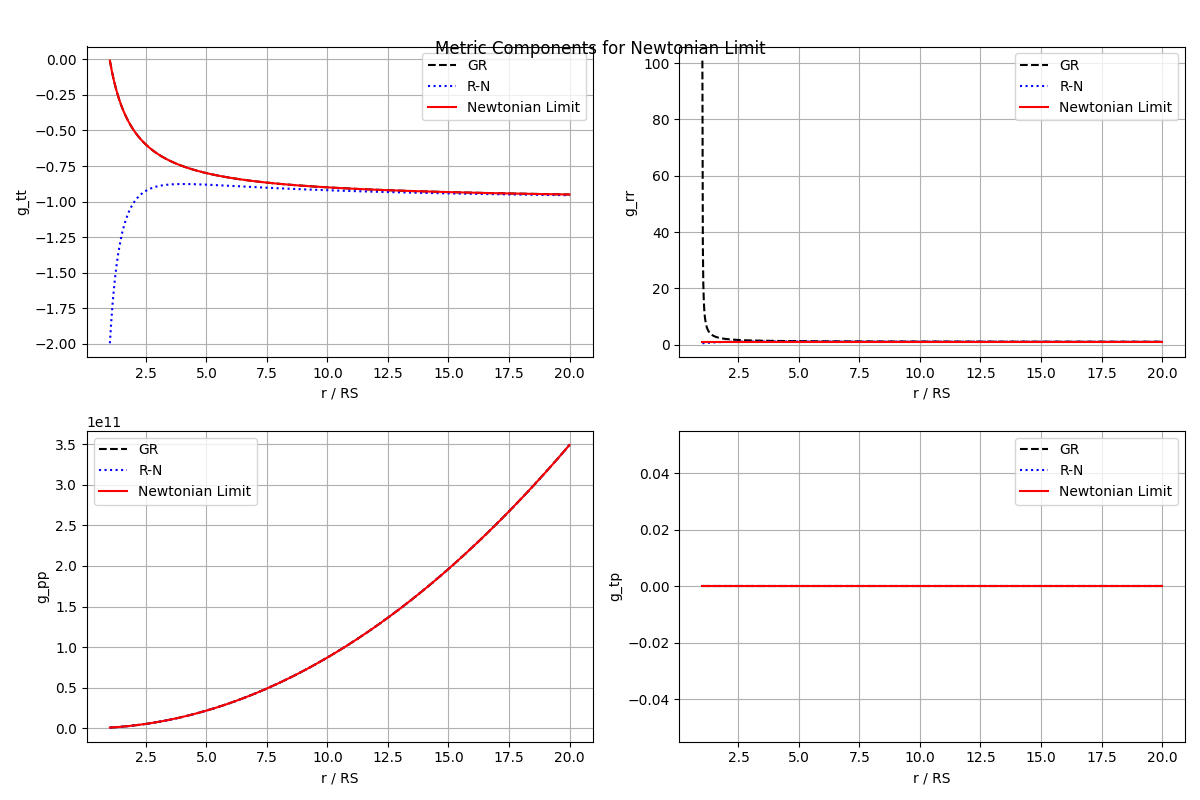 Metric Components for Newtonian Limit
0.00
−0.25
−0.50
−0.75
−1.00
−1.25
−1.50
−1.75
−2.00
g_tt
GR
R-N
Newtonian Limit
2.5 5.0 7.5 10.0 12.5 15.0 17.5 20.0
r / RS
100
80
60
40
20
0
g_rr
GR
R-N
Newtonian Limit
2.5 5.0 7.5 10.0 12.5 15.0 17.5 20.0
r / RS
1e11
3.5
3.0
2.5
2.0
1.5
1.0
0.5
0.0
g_pp
GR
R-N
Newtonian Limit
2.5 5.0 7.5 10.0 12.5 15.0 17.5 20.0
r / RS
0.04
0.02
0.00
−0.02
−0.04
g_tp
GR
R-N
Newtonian Limit
2.5 5.0 7.5 10.0 12.5 15.0 17.5 20.0
r / RS